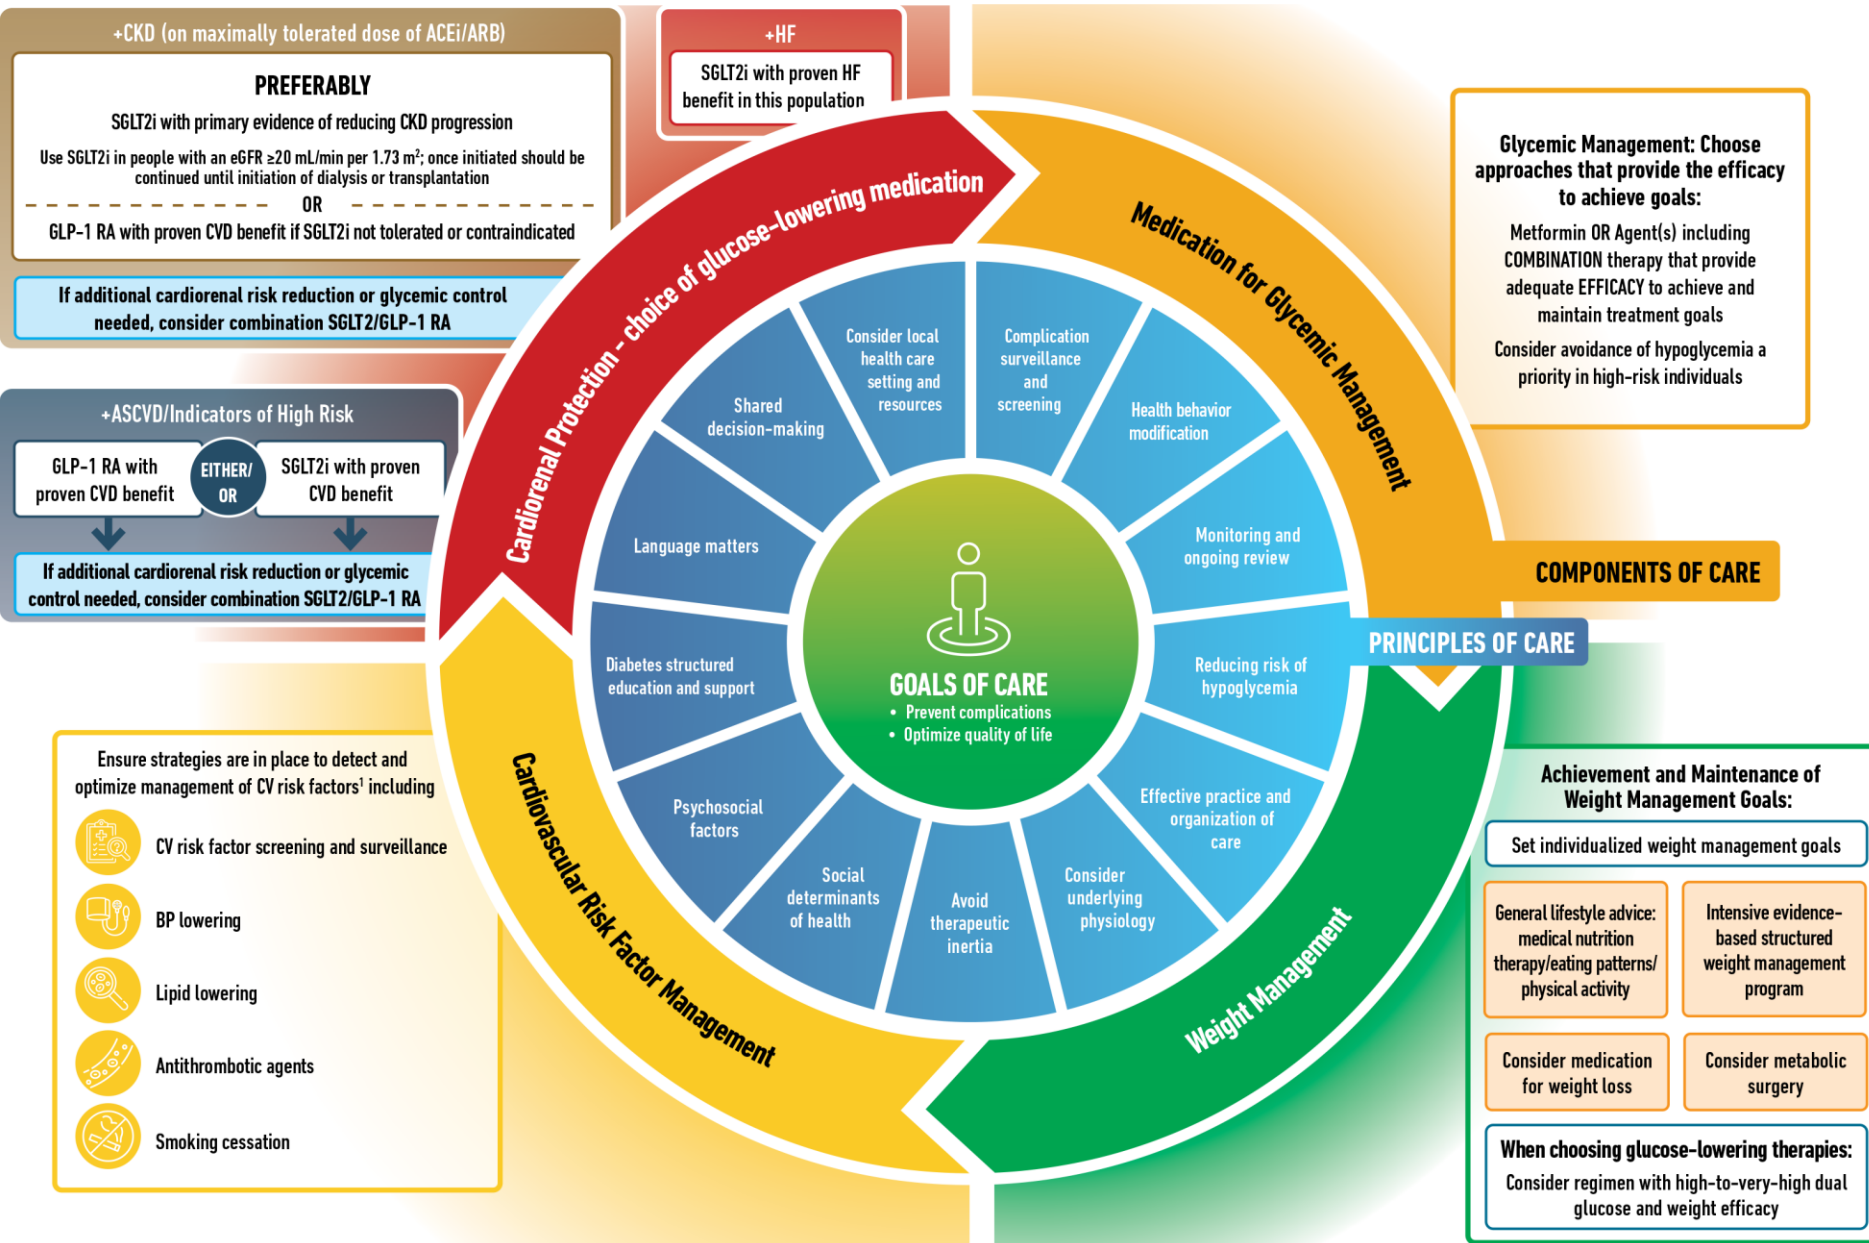 +CKD (on maximally tolerated dose of ACEi/ARB)
PREFERABLY
SGLT2i with primary evidence of reducing CKD progression
Use SGLT2i in people with an eGFR ≥20 mL/min per 1.73 m²; once initiated should be
continued until initiation of dialysis or transplantation
OR
GLP-1 RA with proven CVD benefit if SGLT2i not tolerated or contraindicated
If additional cardiorenal risk reduction or glycemic control
needed, consider combination SGLT2/GLP-1 RA
+HF
SGLT2i with proven HF
benefit in this population
+ASCVD/Indicators of High Risk
GLP-1 RA with
proven CVD benefit
EITHER/
OR
SGLT2i with proven
CVD benefit
If additional cardiorenal risk reduction or glycemic
control needed, consider combination SGLT2/GLP-1 RA
Cardiorenal Protection - choice of glucose-lowering medication
Medication for Glycemic Management
Glycemic Management: Choose
approaches that provide the efficacy
to achieve goals:
Metformin OR Agent(s) including
COMBINATION therapy that provide
adequate EFFICACY to achieve and
maintain treatment goals
Consider avoidance of hypoglycemia a
priority in high-risk individuals
COMPONENTS OF CARE
PRINCIPLES OF CARE
Consider local
health care
setting and
resources
Complication
surveillance
and
screening
Health behavior
modification
Monitoring and
ongoing review
Reducing risk of
hypoglycemia
Effective practice and
organization of
care
Consider
underlying
physiology
Avoid
therapeutic
inertia
Social
determinants
of health
Psychosocial
factors
Diabetes structured
education and support
Language matters
Shared
decision-making
GOALS OF CARE
• Prevent complications
• Optimize quality of life
Cardiovascular Risk Factor Management
Weight Management
Ensure strategies are in place to detect and
optimize management of CV risk factors¹ including
CV risk factor screening and surveillance
BP lowering
Lipid lowering
Antithrombotic agents
Smoking cessation
Achievement and Maintenance of
Weight Management Goals:
Set individualized weight management goals
General lifestyle advice:
medical nutrition
therapy/eating patterns/
physical activity
Intensive evidence-
based structured
weight management
program
Consider medication
for weight loss
Consider metabolic
surgery
When choosing glucose-lowering therapies:
Consider regimen with high-to-very-high dual
glucose and weight efficacy